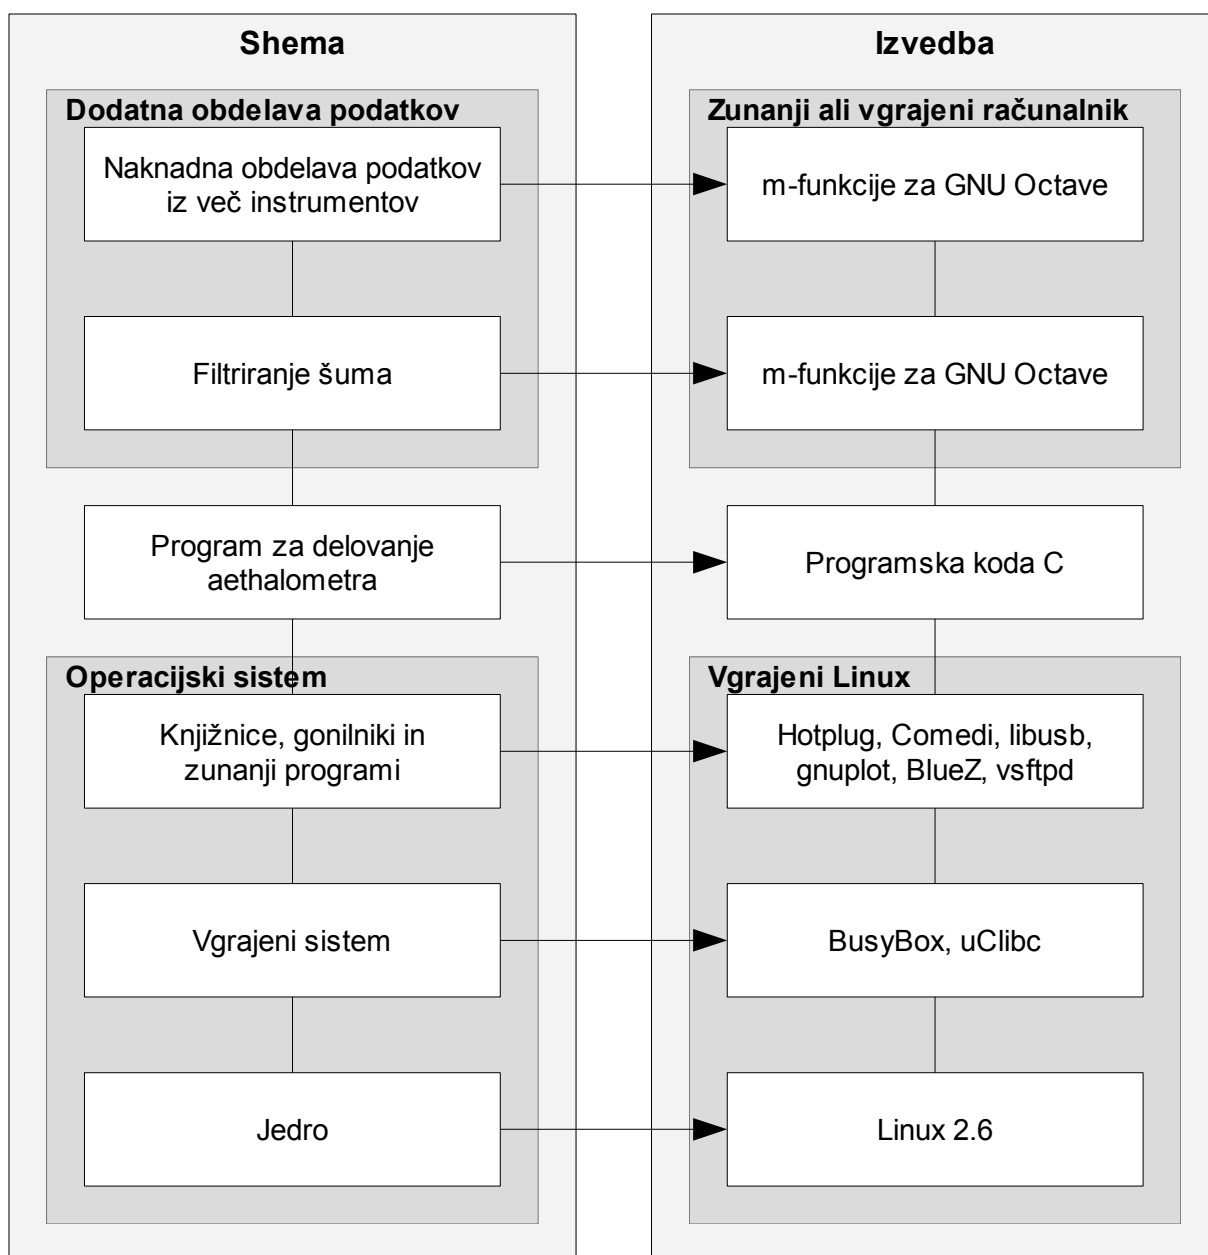 Shema
Dodatna obdelava podatkov
Naknadna obdelava podatkov
iz več instrumentov
Filtriranje šuma
Program za delovanje
aethalometra
Operacijski sistem
Knjižnice, gonilniki in
zunanji programi
Vgrajeni sistem
Jedro
Izvedba
Zunanji ali vgrajeni računalnik
m-funkcije za GNU Octave
m-funkcije za GNU Octave
Programska koda C
Vgrajeni Linux
Hotplug, Comedi, libusb,
gnuplot, BlueZ, vsftpd
BusyBox, uClibc
Linux 2.6